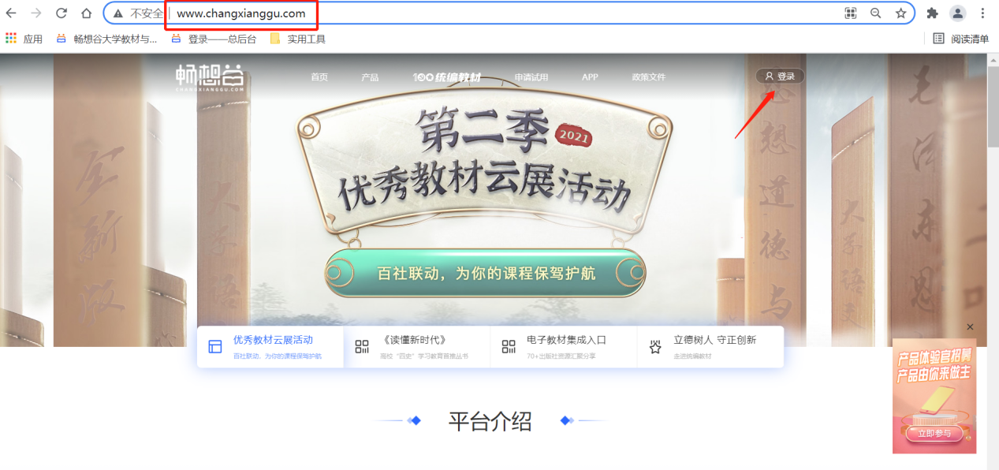 不安全 www.changxianggu.com
应用 畅想谷大学教材与... 登录——总后台 实用工具 阅读清单
畅想谷
CHANGXIANGGU.COM
首页 产品 100统编教材 申请试用 APP 政策文件 登录
第二季 2021
优秀教材云展活动
百社联动，为你的课程保驾护航
优秀教材云展活动
百社联动、为你的课程保驾护航
《读懂新时代》
高校“四史”学习教育首推丛书
电子教材集成入口
70+出版社资源汇聚分享
立德树人 守正创新
走进统编教材
产品体验官招募
产品由你来做主
立即参与
平台介绍